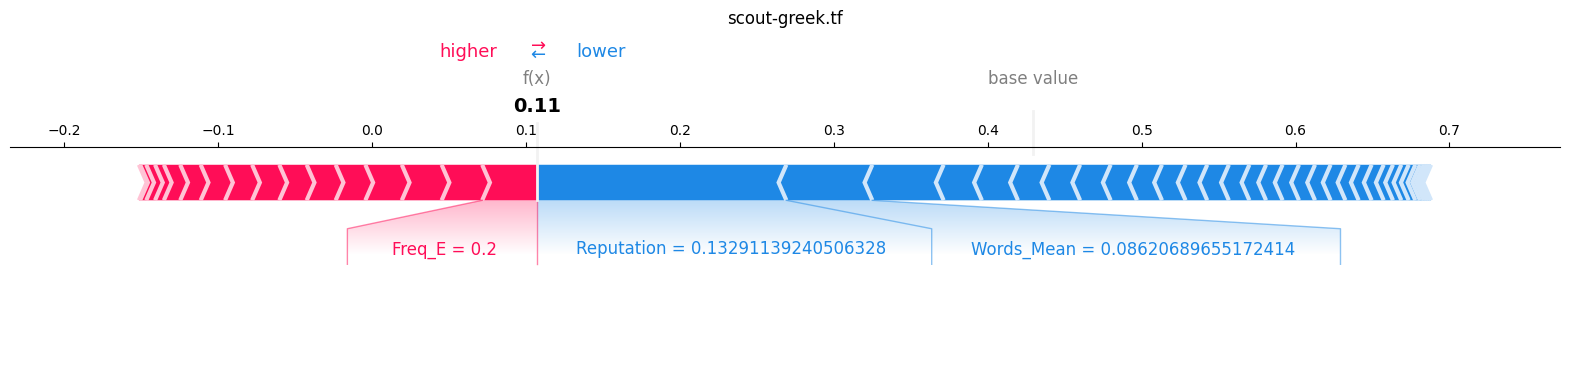 scout-greek.tf
higher → ← lower
f(x) base value
0.11
−0.2 −0.1 0.0 0.1 0.2 0.3 0.4 0.5 0.6 0.7
Freq_E = 0.2 Reputation = 0.13291139240506328 Words_Mean = 0.08620689655172414